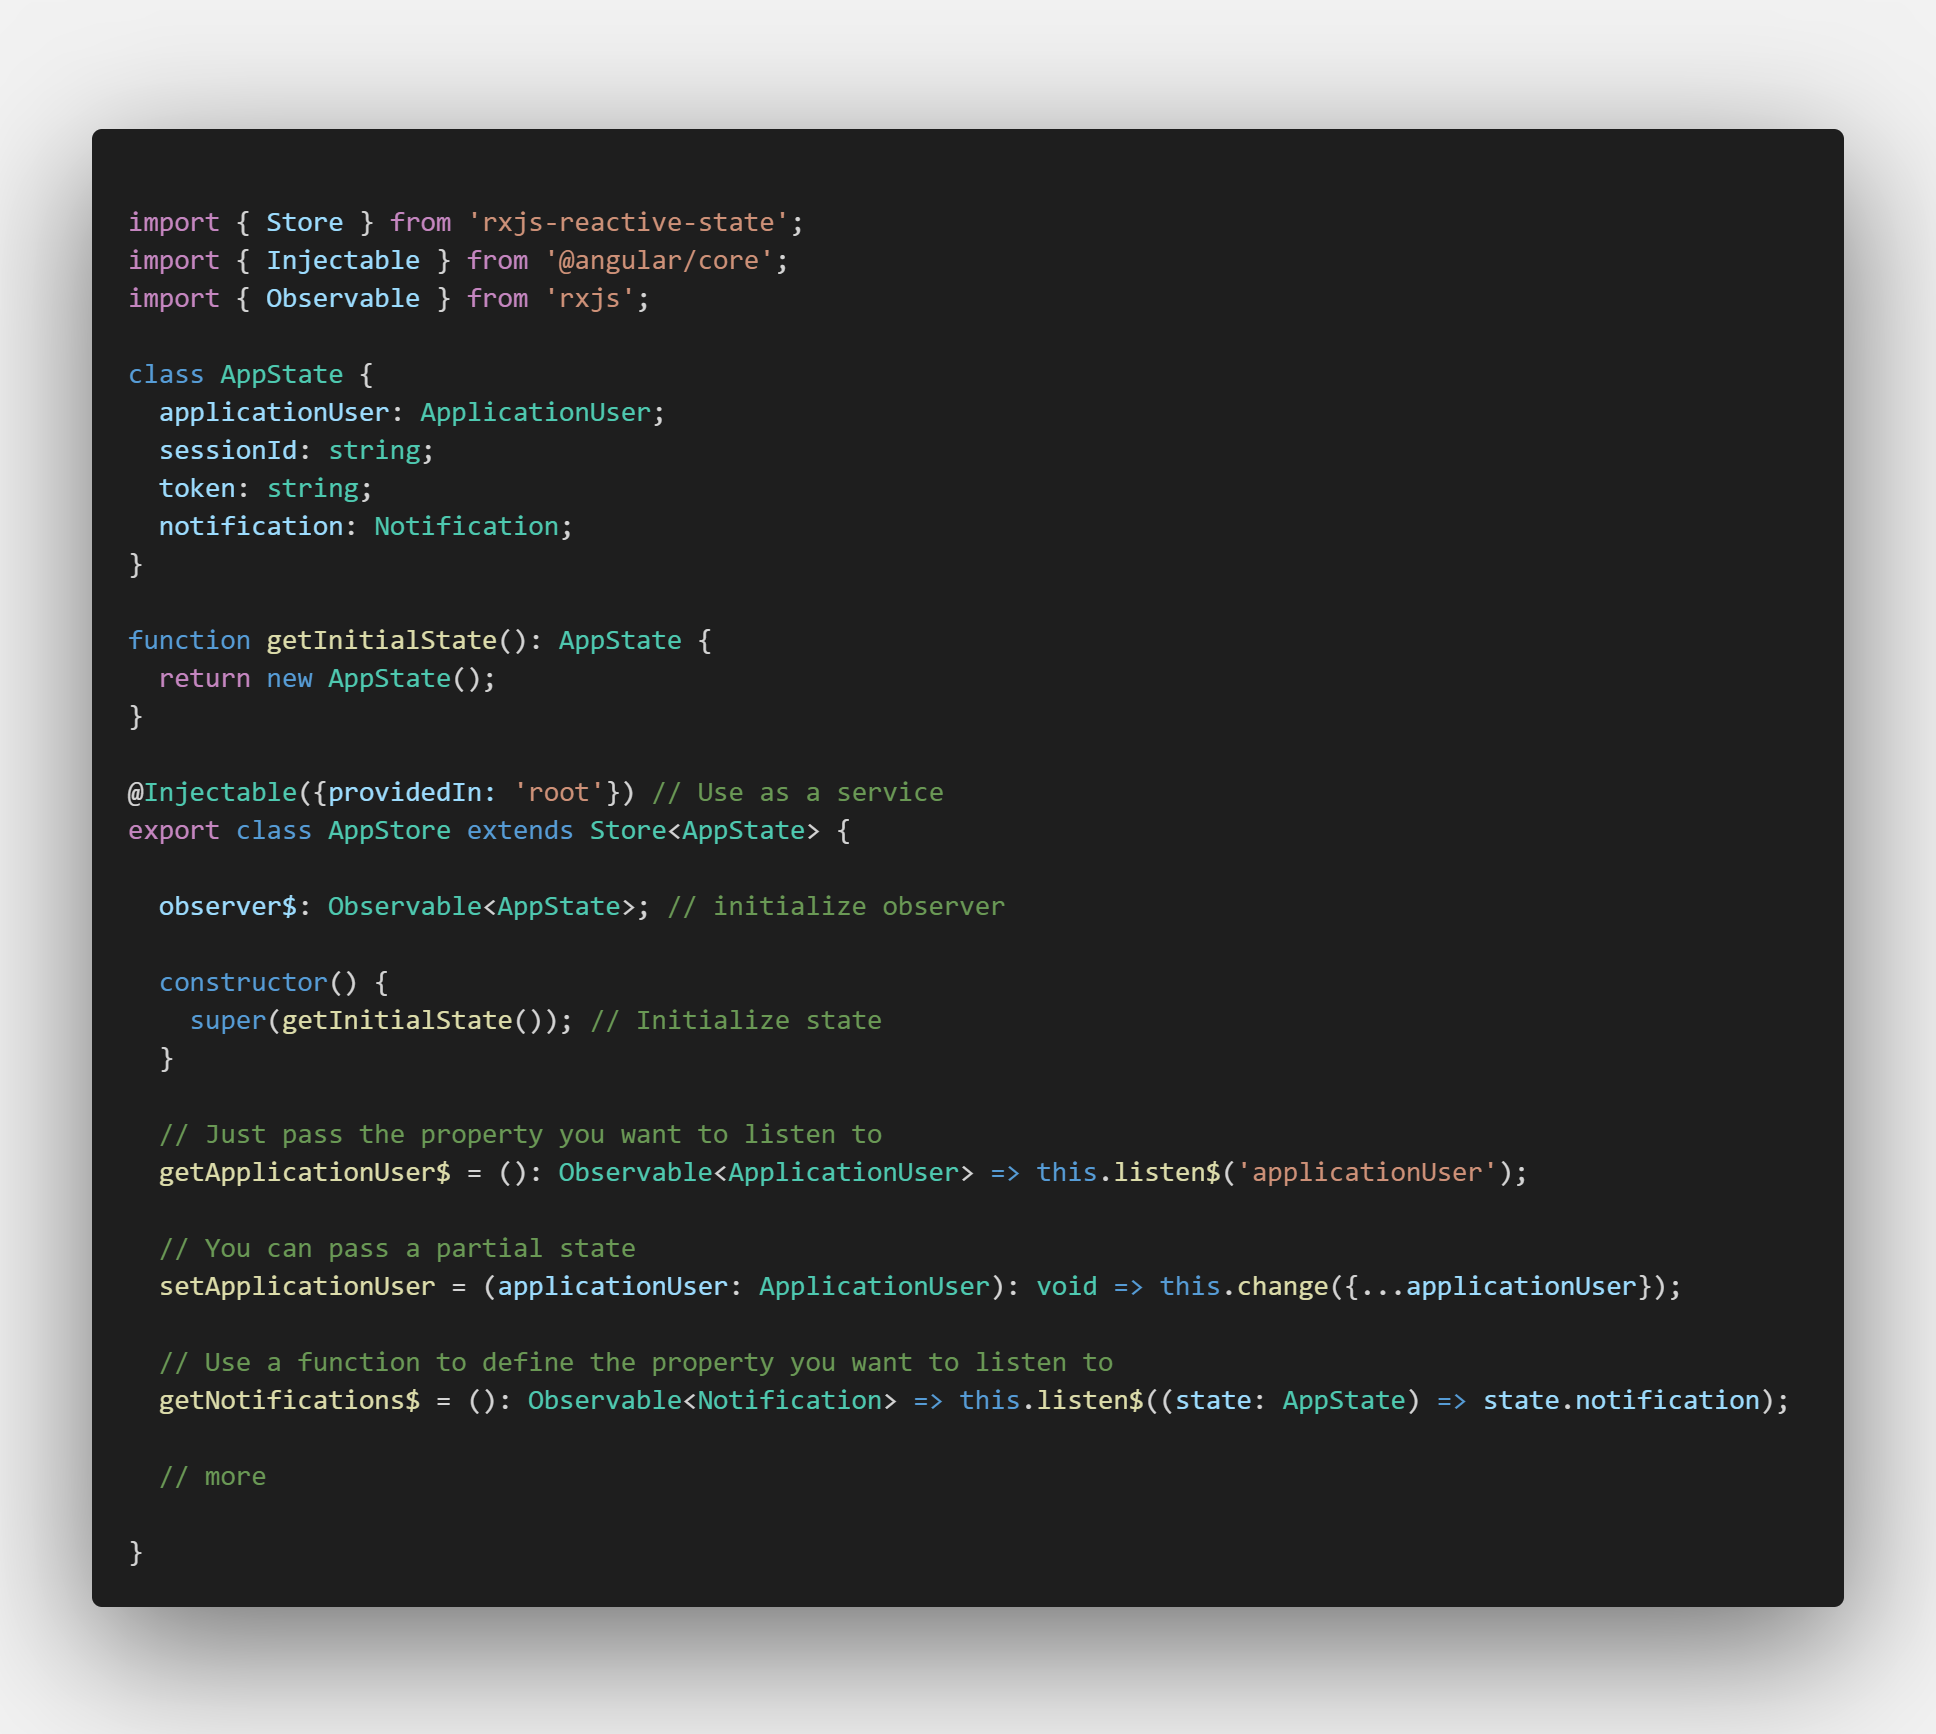 import { Store } from 'rxjs-reactive-state';
import { Injectable } from '@angular/core';
import { Observable } from 'rxjs';
class AppState {
  applicationUser: ApplicationUser;
  sessionId: string;
  token: string;
  notification: Notification;
}
function getInitialState(): AppState {
  return new AppState();
}
@Injectable({providedIn: 'root'}) // Use as a service
export class AppStore extends Store<AppState> {
  observer$: Observable<AppState>; // initialize observer
  constructor() {
    super(getInitialState()); // Initialize state
  }
  // Just pass the property you want to listen to
  getApplicationUser$ = (): Observable<ApplicationUser> => this.listen$('applicationUser');
  // You can pass a partial state
  setApplicationUser = (applicationUser: ApplicationUser): void => this.change({...applicationUser});
  // Use a function to define the property you want to listen to
  getNotifications$ = (): Observable<Notification> => this.listen$((state: AppState) => state.notification);
  // more
}